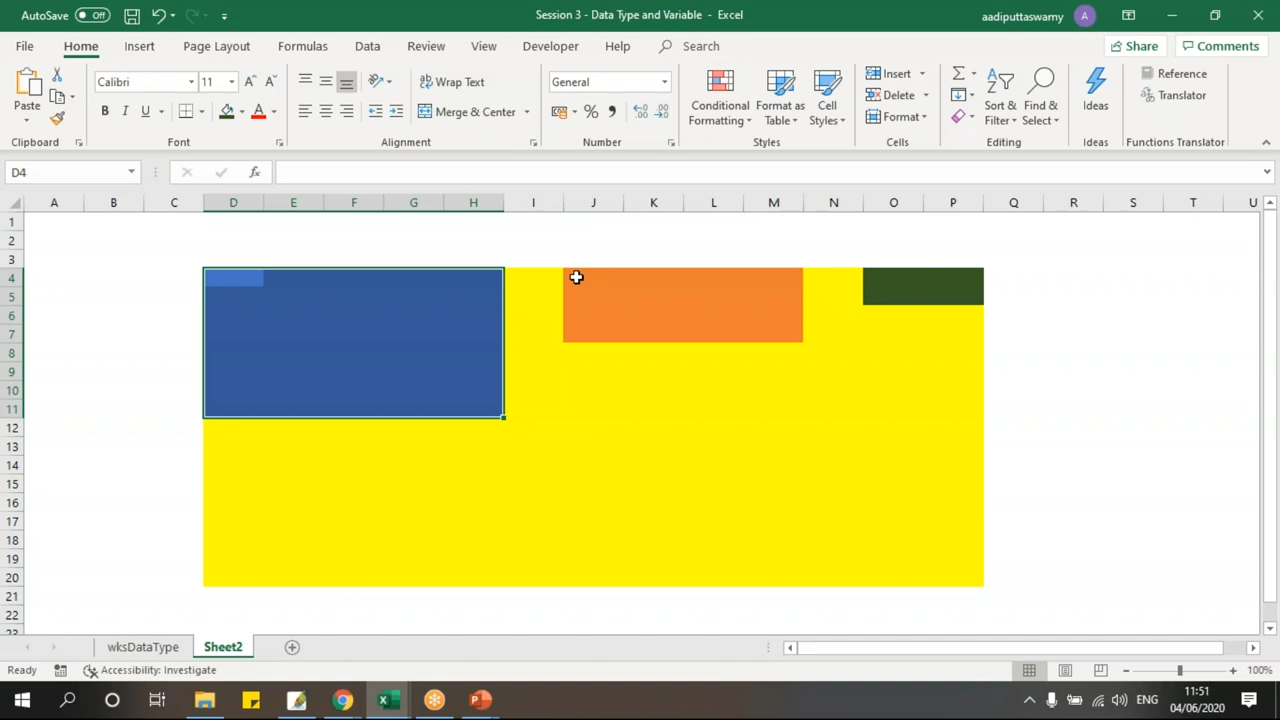 AutoSave Off Session 3 - Data Type and Variable - Excel aadiputtaswamy A
File Home Insert Page Layout Formulas Data Review View Developer Help Search Share Comments
Paste Calibri 11 A A Wrap Text General Conditional Formatting Format as Table Cell Styles Insert Sort & Filter Find & Select Ideas Reference
B I U A Merge & Center % Delete Translator
Format
Clipboard Font Alignment Number Styles Cells Editing Ideas Functions Translator
D4 fx
A B C D E F G H I J K L M N O P Q R S T U
1
2
3
4
5
6
7
8
9
10
11
12
13
14
15
16
17
18
19
20
21
22
23
wksDataType Sheet2
Ready Accessibility: Investigate 100%
ENG 11:51
04/06/2020